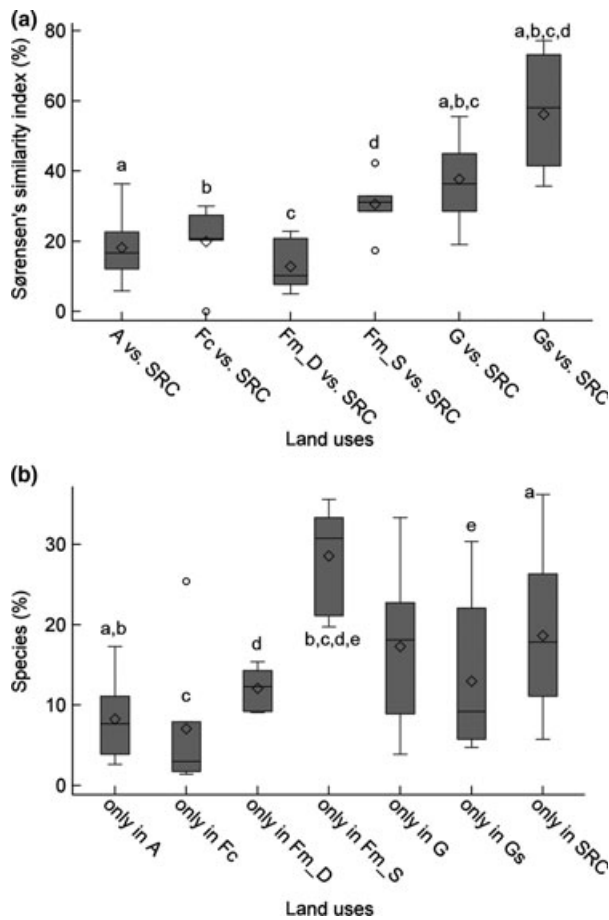 (a)
80
60
40
20
0
Sørensen's similarity index (%)
a
b
c
d
a,b,c
a,b,c,d
A vs. SRC
Fc vs. SRC
Fm_D vs. SRC
Fm_S vs. SRC
G vs. SRC
Gs vs. SRC
Land uses
(b)
30
20
10
0
Species (%)
a,b
c
d
b,c,d,e
e
a
only in A
only in Fc
only in Fm_D
only in Fm_S
only in G
only in Gs
only in SRC
Land uses